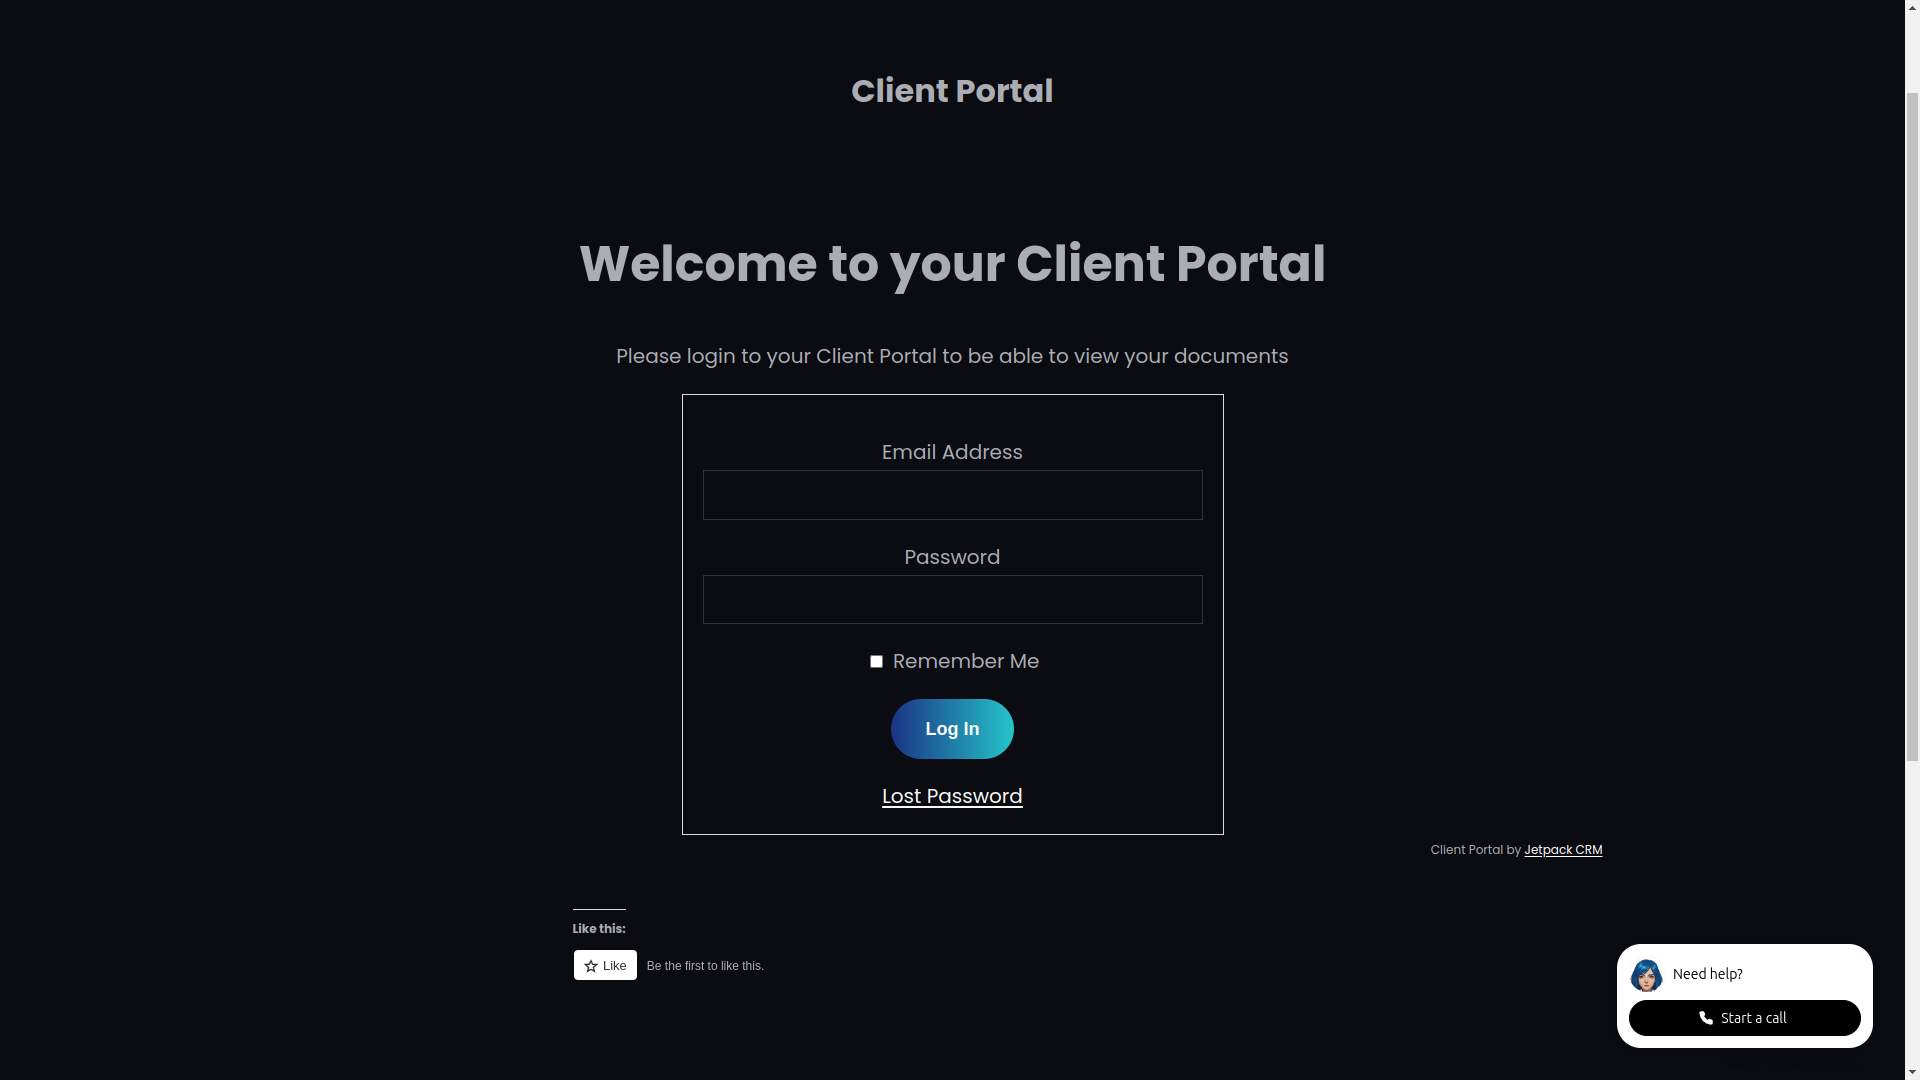 Client Portal
Welcome to your Client Portal
Please login to your Client Portal to be able to view your documents
Email Address
Password
Remember Me
Log In
Lost Password
Client Portal by Jetpack CRM
Like this:
Like
Be the first to like this.
Need help?
Start a call